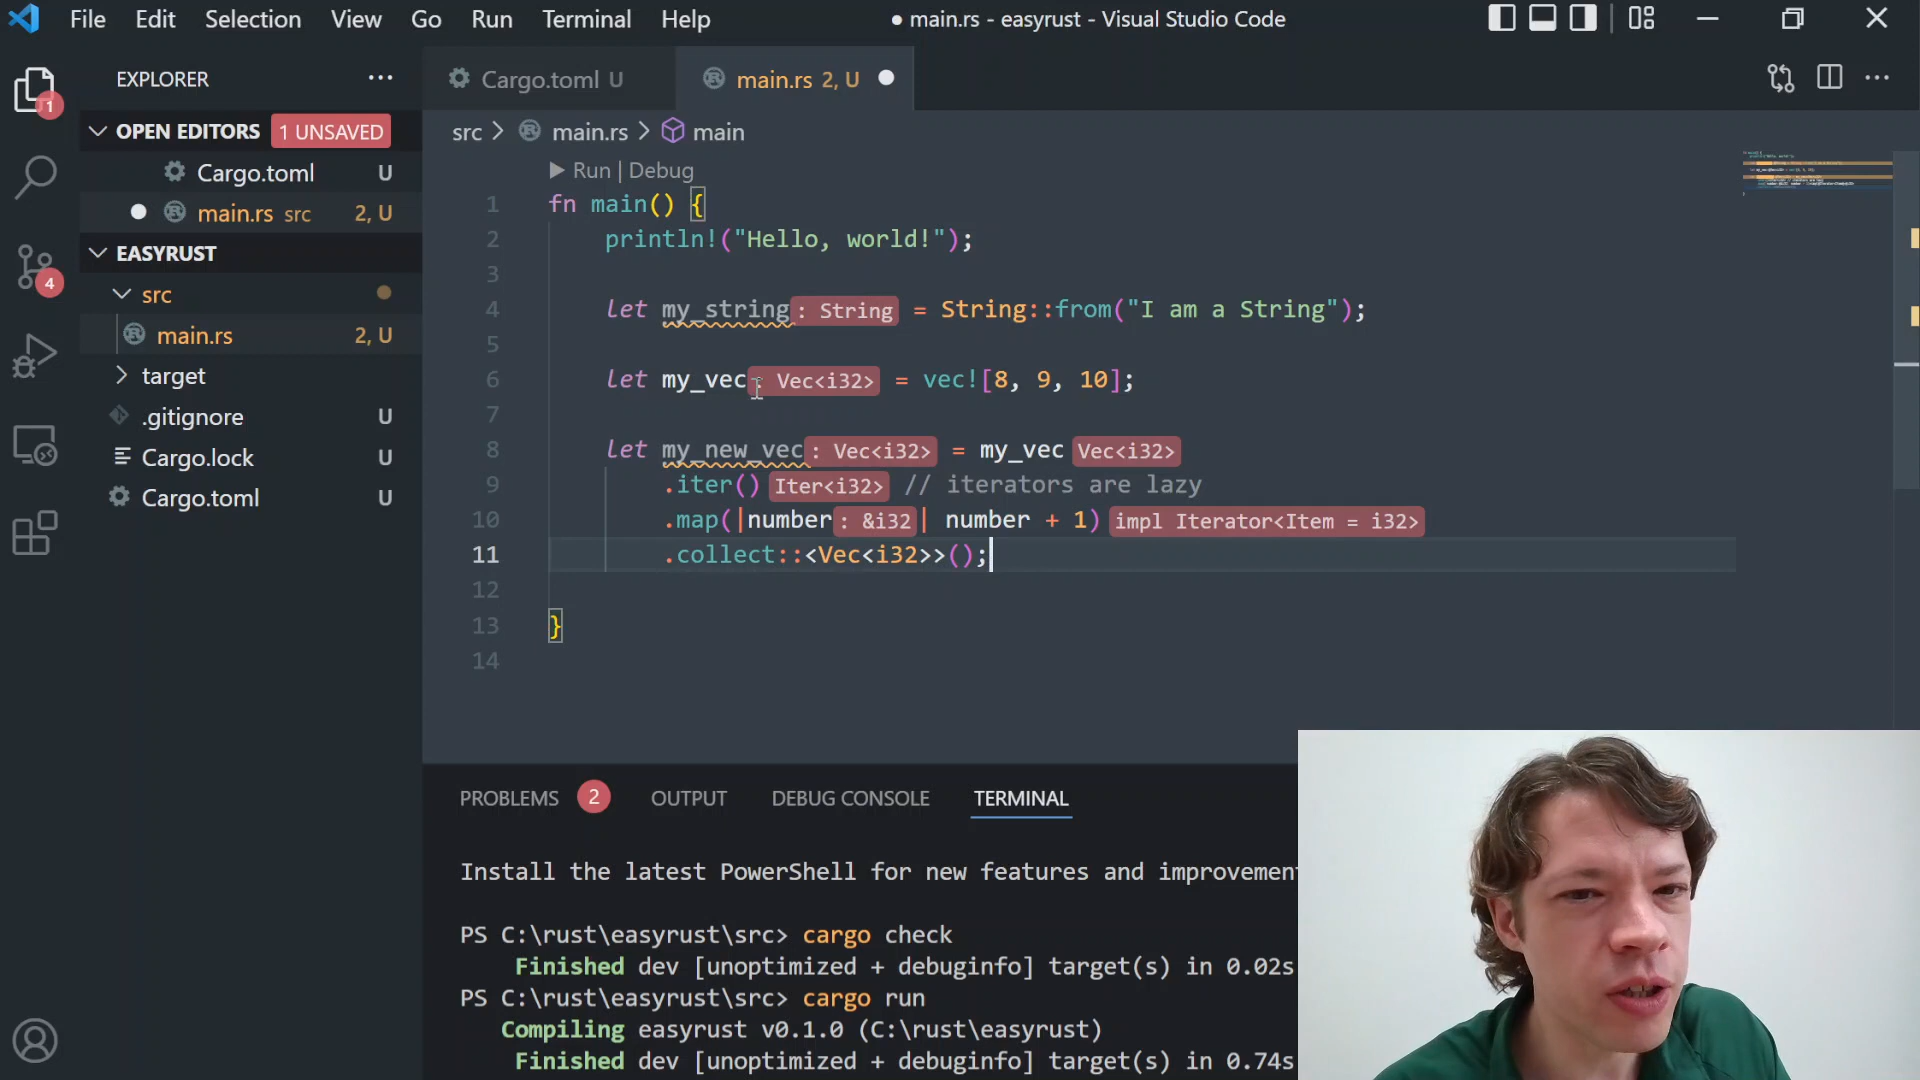 File Edit Selection View Go Run Terminal Help ● main.rs - easyrust - Visual Studio Code
EXPLORER
Cargo.toml U
main.rs 2, U
1
OPEN EDITORS 1 UNSAVED
Cargo.toml U
main.rs src 2, U
EASYRUST
src
main.rs 2, U
target
.gitignore U
Cargo.lock U
Cargo.toml U
4
src > main.rs > main
Run | Debug
1 fn main() {
2 println!("Hello, world!");
3
4 let my_string: String = String::from("I am a String");
5
6 let my_vec: Vec<i32> = vec![8, 9, 10];
7
8 let my_new_vec: Vec<i32> = my_vec Vec<i32>
9 .iter() Iter<i32> // iterators are lazy
10 .map(|number: &i32| number + 1) impl Iterator<Item = i32>
11 .collect::<Vec<i32>>();
12
13 }
14
PROBLEMS 2 OUTPUT DEBUG CONSOLE TERMINAL
Install the latest PowerShell for new features and improvement
PS C:\rust\easyrust\src> cargo check
Finished dev [unoptimized + debuginfo] target(s) in 0.02s
PS C:\rust\easyrust\src> cargo run
Compiling easyrust v0.1.0 (C:\rust\easyrust)
Finished dev [unoptimized + debuginfo] target(s) in 0.74s